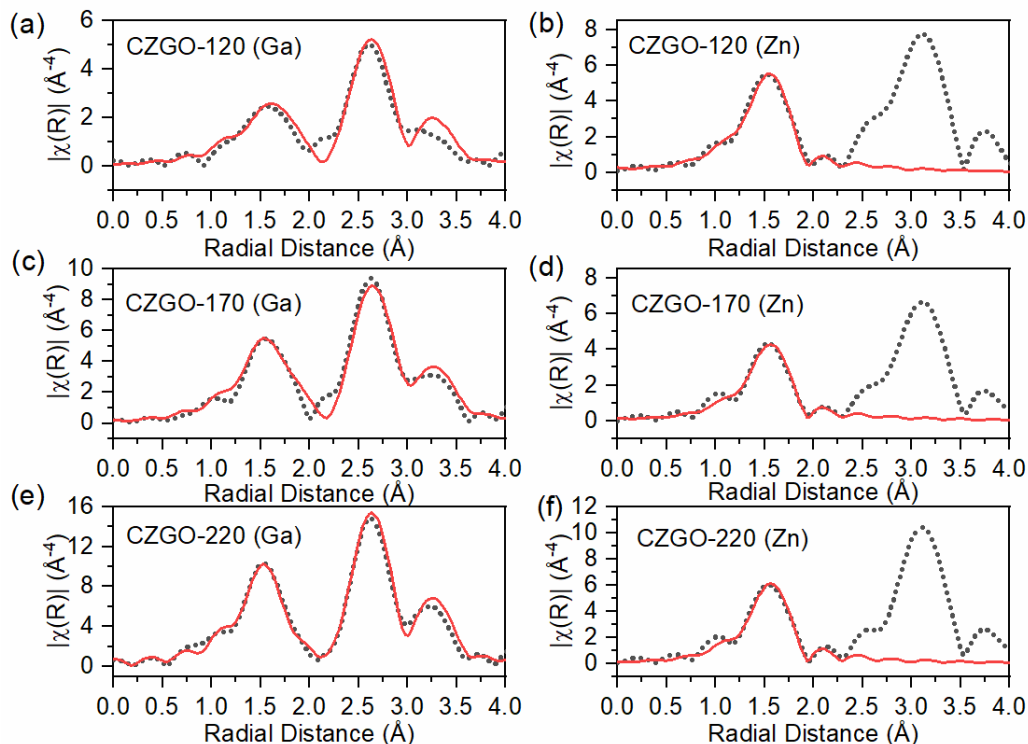 (a)
CZGO-120 (Ga)
|χ(R)| (Å⁻⁴)
6
4
2
0
0.0 0.5 1.0 1.5 2.0 2.5 3.0 3.5 4.0
Radial Distance (Å)
(b)
CZGO-120 (Zn)
|χ(R)| (Å⁻⁴)
8
6
4
2
0
0.0 0.5 1.0 1.5 2.0 2.5 3.0 3.5 4.0
Radial Distance (Å)
(c)
CZGO-170 (Ga)
|χ(R)| (Å⁻⁴)
10
8
6
4
2
0
0.0 0.5 1.0 1.5 2.0 2.5 3.0 3.5 4.0
Radial Distance (Å)
(d)
CZGO-170 (Zn)
|χ(R)| (Å⁻⁴)
8
6
4
2
0
0.0 0.5 1.0 1.5 2.0 2.5 3.0 3.5 4.0
Radial Distance (Å)
(e)
CZGO-220 (Ga)
|χ(R)| (Å⁻⁴)
16
12
8
4
0
0.0 0.5 1.0 1.5 2.0 2.5 3.0 3.5 4.0
Radial Distance (Å)
(f)
CZGO-220 (Zn)
|χ(R)| (Å⁻⁴)
12
10
8
6
4
2
0
0.0 0.5 1.0 1.5 2.0 2.5 3.0 3.5 4.0
Radial Distance (Å)